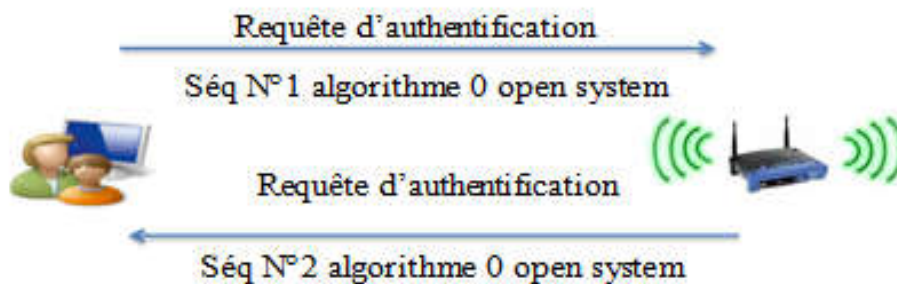 Requête d'authentification
Séq N°1 algorithme 0 open system
Requête d'authentification
Séq N°2 algorithme 0 open system